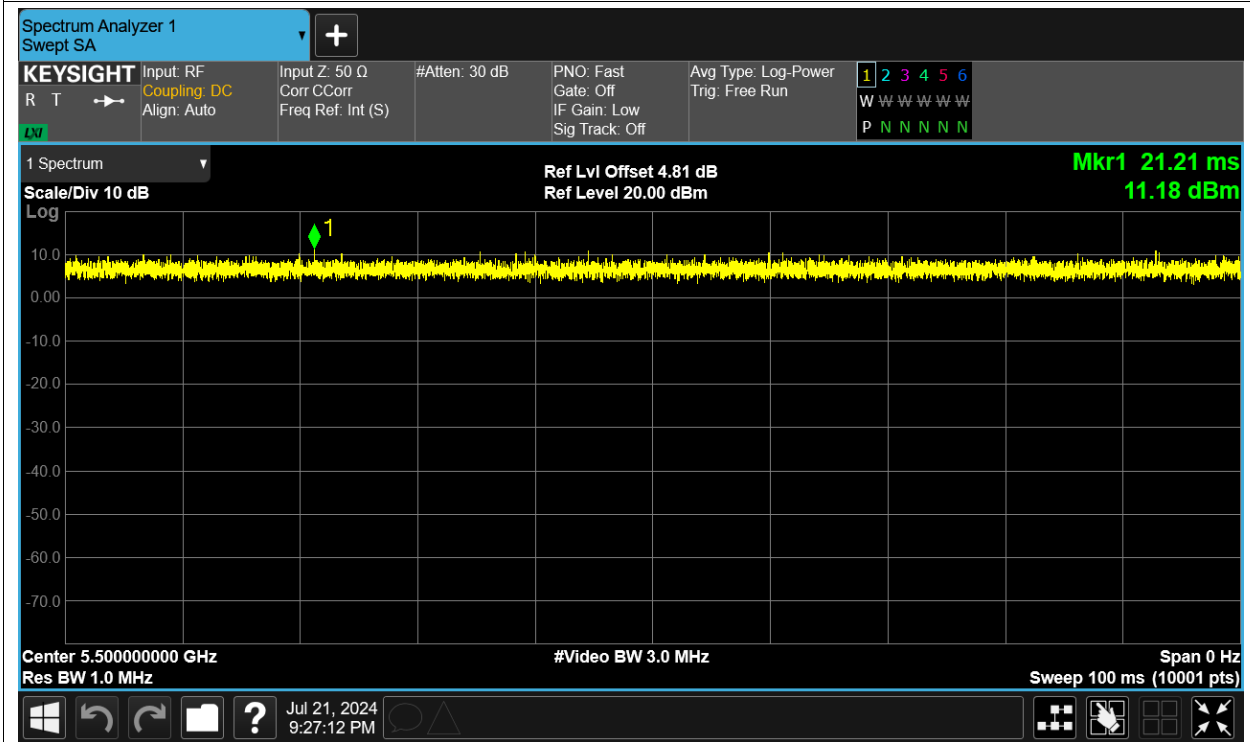 Spectrum Analyzer 1
Swept SA
+
KEYSIGHT
R T
LXI
Input: RF
Coupling: DC
Align: Auto
Input Z: 50 Ω
Corr CCorr
Freq Ref: Int (S)
#Atten: 30 dB
PNO: Fast
Gate: Off
IF Gain: Low
Sig Track: Off
Avg Type: Log-Power
Trig: Free Run
1 2 3 4 5 6
W W W W W W
P N N N N N
1 Spectrum
Scale/Div 10 dB
Log
Ref Lvl Offset 4.81 dB
Ref Level 20.00 dBm
Mkr1 21.21 ms
11.18 dBm
1
10.0
0.00
-10.0
-20.0
-30.0
-40.0
-50.0
-60.0
-70.0
Center 5.500000000 GHz
Res BW 1.0 MHz
#Video BW 3.0 MHz
Span 0 Hz
Sweep 100 ms (10001 pts)
?
Jul 21, 2024
9:27:12 PM